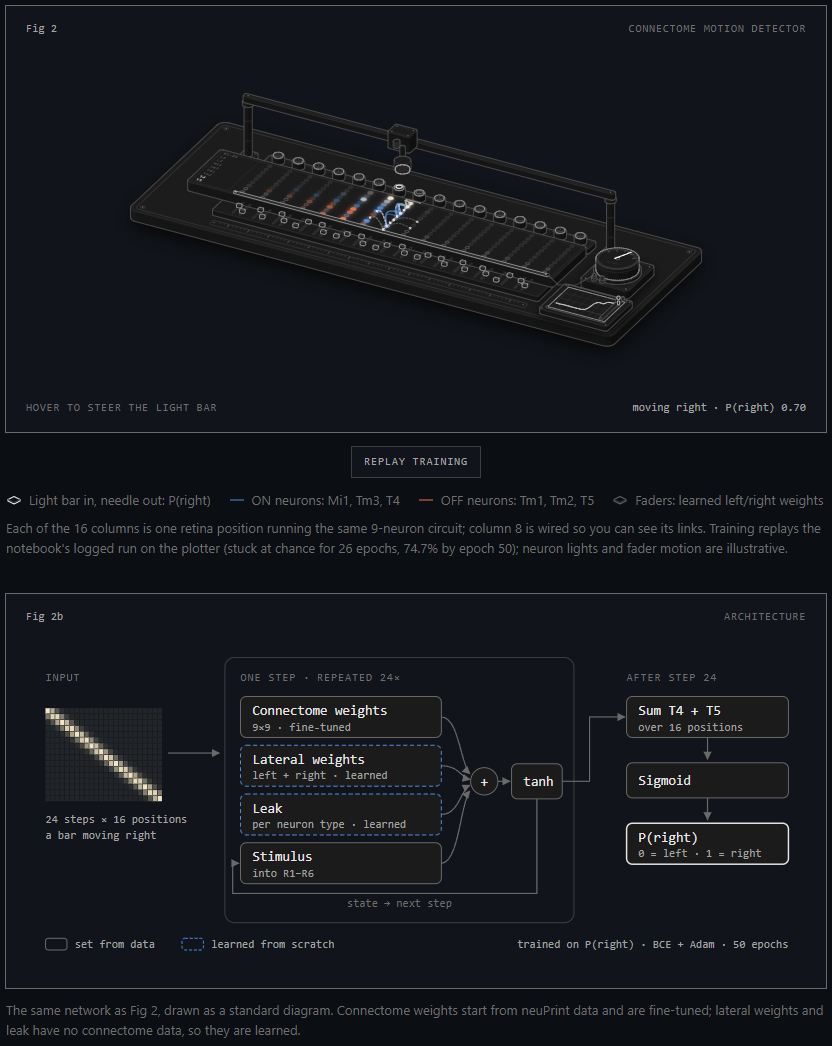 Fig 2
CONNECTOME MOTION DETECTOR
HOVER TO STEER THE LIGHT BAR
moving right · P(right) 0.70
REPLAY TRAINING
Light bar in, needle out: P(right)
ON neurons: Mi1, Tm3, T4
OFF neurons: Tm1, Tm2, T5
Faders: learned left/right weights
Each of the 16 columns is one retina position running the same 9-neuron circuit; column 8 is wired so you can see its links. Training replays the
notebook's logged run on the plotter (stuck at chance for 26 epochs, 74.7% by epoch 50); neuron lights and fader motion are illustrative.
Fig 2b
ARCHITECTURE
INPUT
24 steps × 16 positions
a bar moving right
ONE STEP · REPEATED 24×
Connectome weights
9×9 · fine-tuned
Lateral weights
left + right · learned
Leak
per neuron type · learned
Stimulus
into R1–R6
+
tanh
state → next step
AFTER STEP 24
Sum T4 + T5
over 16 positions
Sigmoid
P(right)
0 = left · 1 = right
set from data
learned from scratch
trained on P(right) · BCE + Adam · 50 epochs
The same network as Fig 2, drawn as a standard diagram. Connectome weights start from neuPrint data and are fine-tuned; lateral weights and
leak have no connectome data, so they are learned.